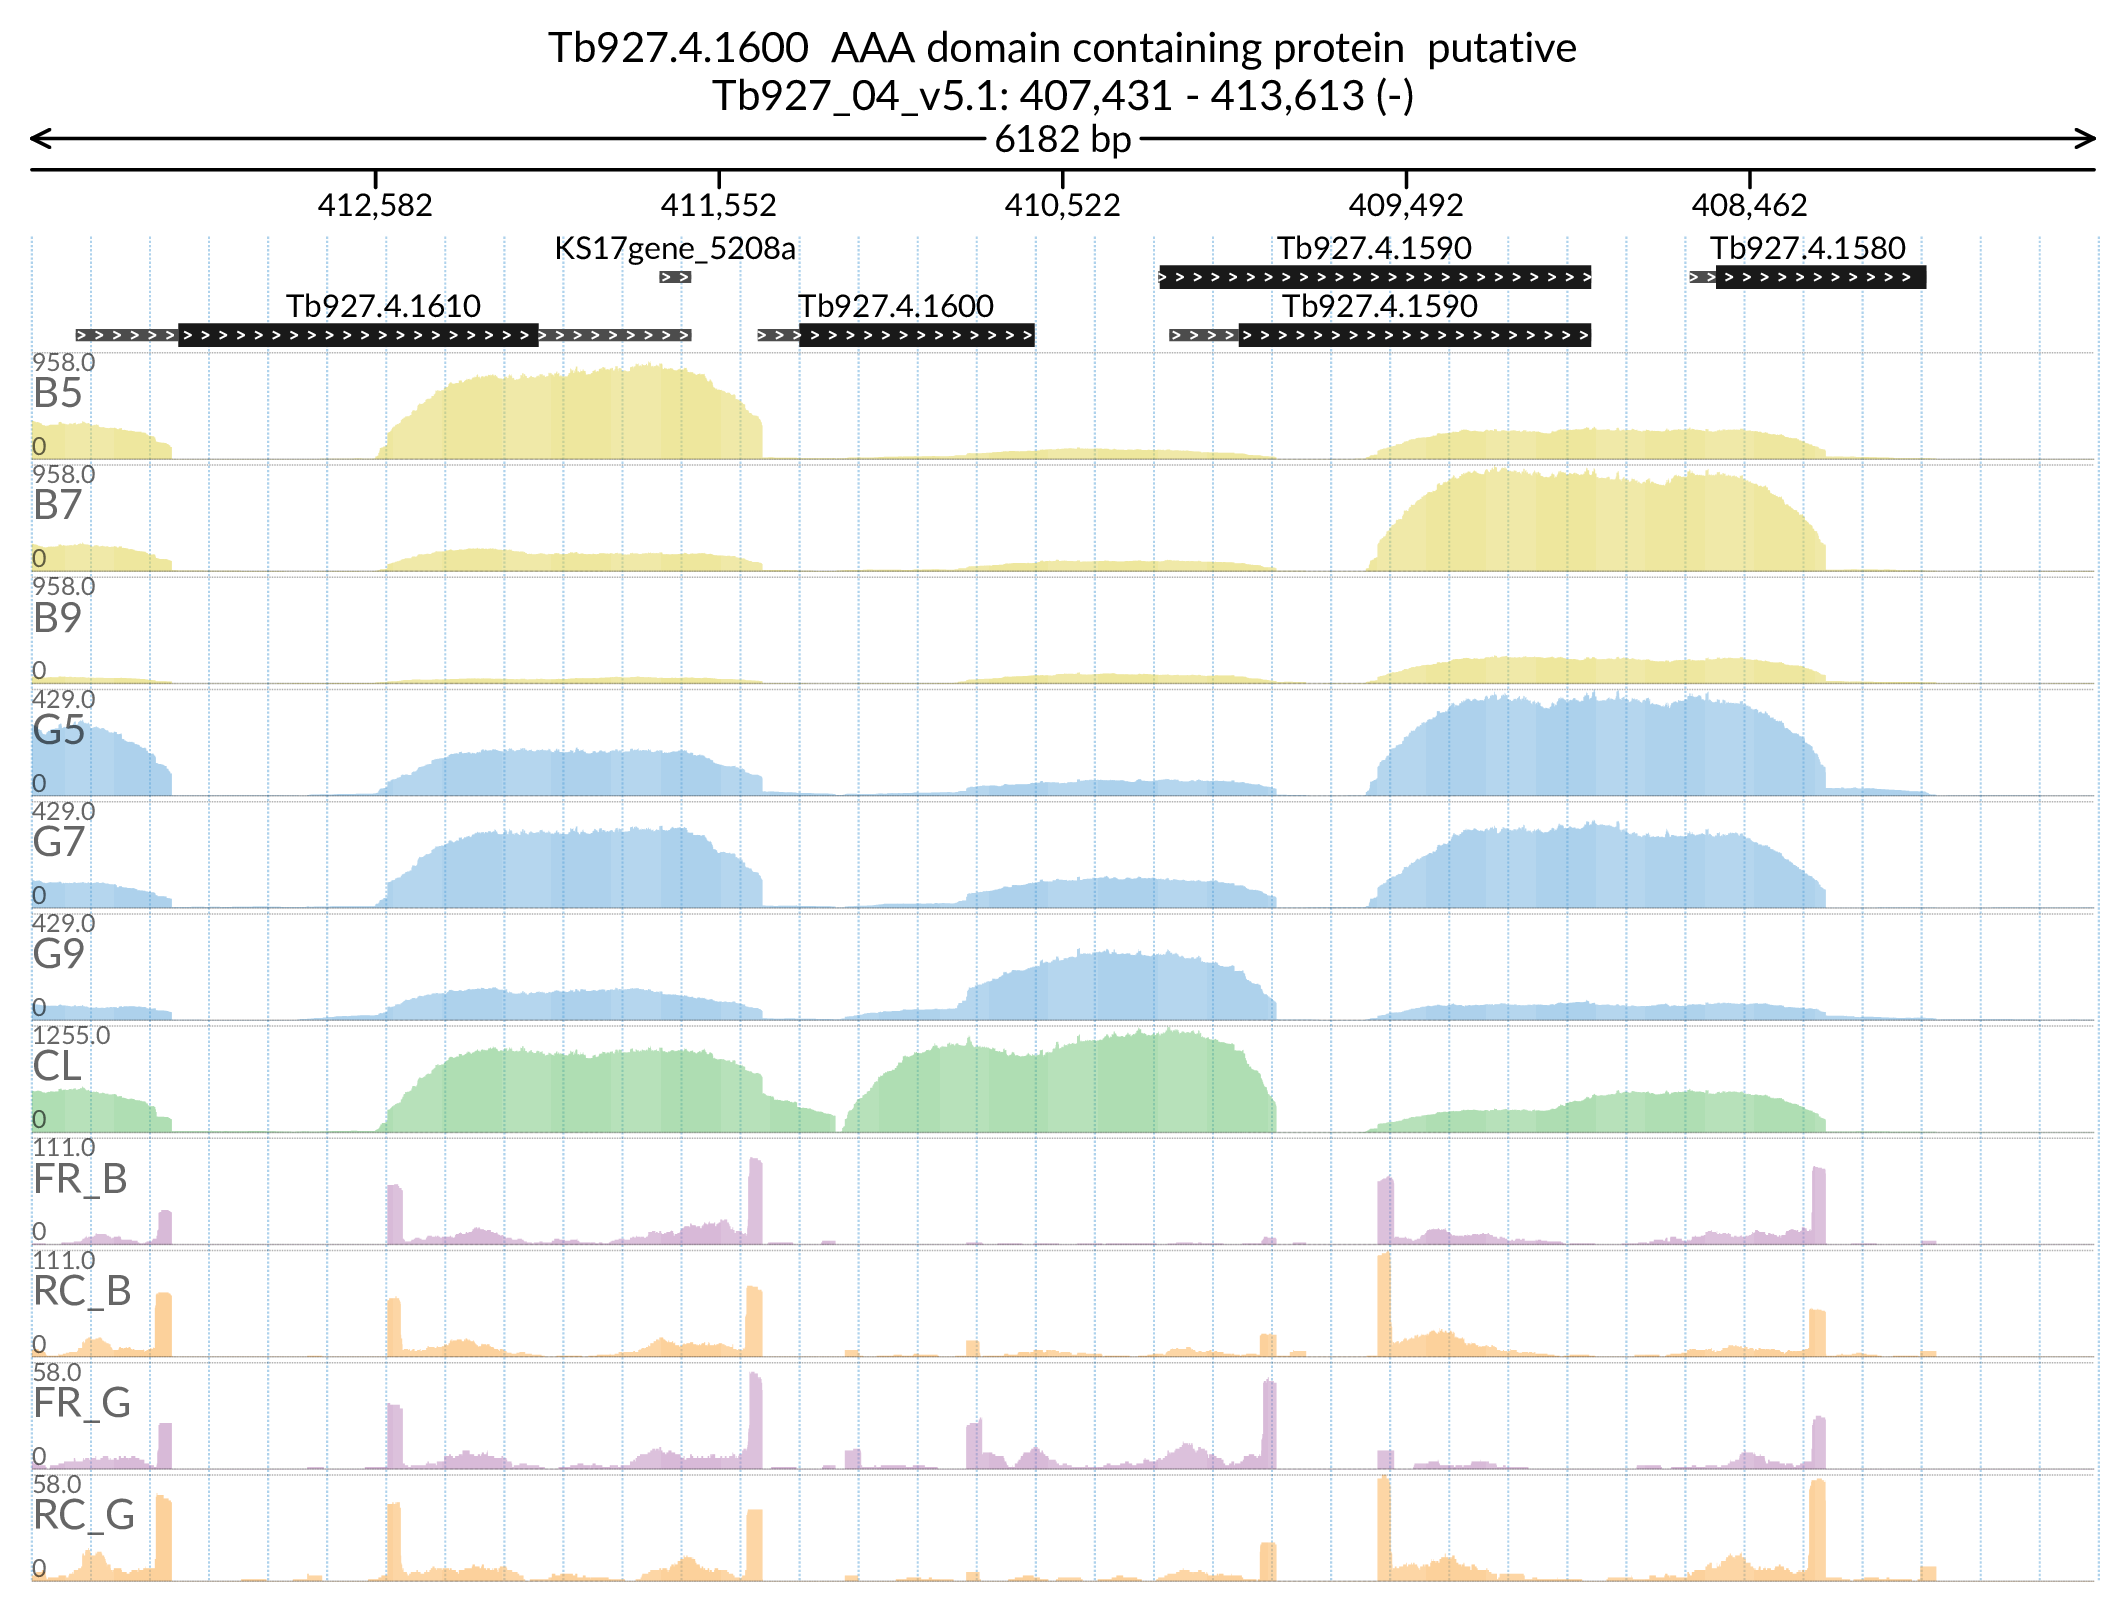 Tb927.4.1600  AAA domain containing protein  putative
Tb927_04_v5.1: 407,431 - 413,613 (-)
6182 bp
412,582 411,552 410,522 409,492 408,462
KS17gene_5208a Tb927.4.1590 Tb927.4.1580
Tb927.4.1610 Tb927.4.1600 Tb927.4.1590
958.0
B5
0
958.0
B7
0
958.0
B9
0
429.0
G5
0
429.0
G7
0
429.0
G9
0
1255.0
CL
0
111.0
FR_B
0
111.0
RC_B
0
58.0
FR_G
0
58.0
RC_G
0